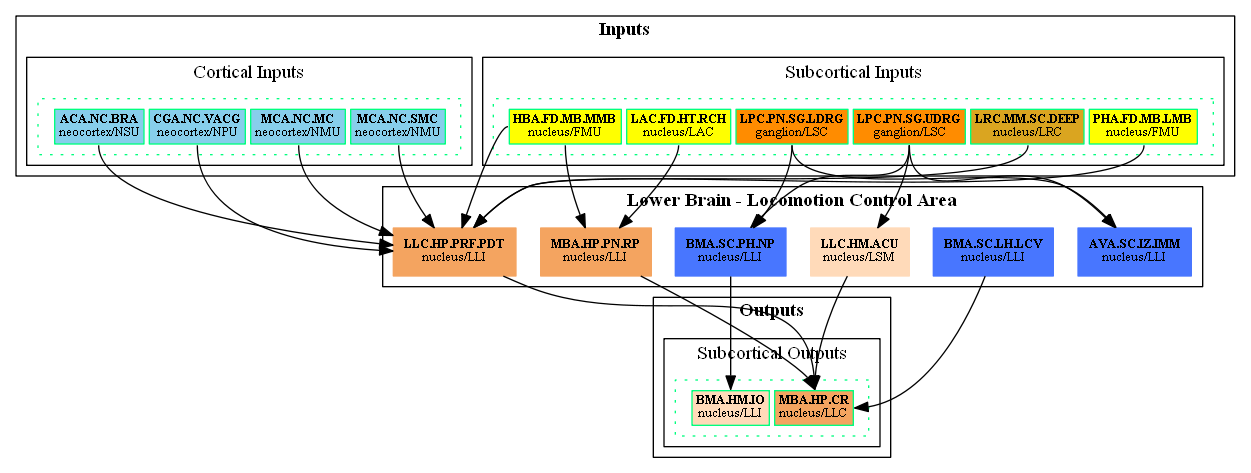 Inputs
Cortical Inputs
Subcortical Inputs
ACA.NC.BRA
neocortex/NSU
CGA.NC.VACG
neocortex/NPU
MCA.NC.MC
neocortex/NMU
MCA.NC.SMC
neocortex/NMU
HBA.FD.MB.MMB
nucleus/FMU
LAC.FD.HT.RCH
nucleus/LAC
LPC.PN.SG.LDRG
ganglion/LSC
LPC.PN.SG.UDRG
ganglion/LSC
LRC.MM.SC.DEEP
nucleus/LRC
PHA.FD.MB.LMB
nucleus/FMU
Lower Brain - Locomotion Control Area
LLC.HP.PRF.PDT
nucleus/LLI
MBA.HP.PN.RP
nucleus/LLI
BMA.SC.PH.NP
nucleus/LLI
LLC.HM.ACU
nucleus/LSM
BMA.SC.LH.LCV
nucleus/LLI
AVA.SC.IZ.IMM
nucleus/LLI
Outputs
Subcortical Outputs
BMA.HM.IO
nucleus/LLI
MBA.HP.CR
nucleus/LLC